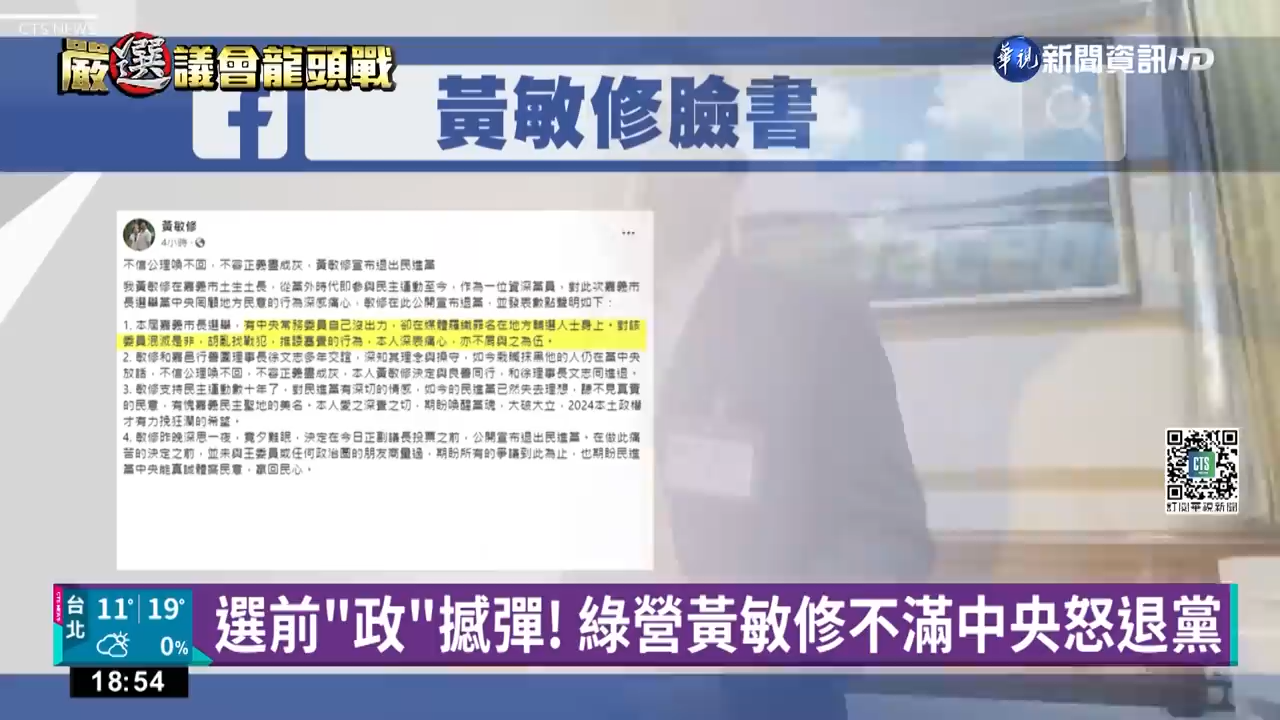 CTS NEWS
嚴選議會龍頭戰
華視新聞資訊HD
黃敏修臉書
黃敏修
4小時
不信公理喚不回，不容正義盡成灰，黃敏修宣布退出民進黨
我黃敏修在嘉義市土生土長，從黨外時代即參與民主運動至今，作為一位資深黨員，對此次嘉義市
長選舉黨中央罔顧地方民意的行為深感痛心，敏修在此公開宣布退黨，並發表數點聲明如下：
1. 本屆嘉義市長選舉，有中央常務委員自己沒出力，卻在媒體羅織罪名在地方輔選人士身上。對該
委員泯滅是非，胡亂找戰犯，推諉塞責的行為，本人深表痛心，亦不屑與之為伍。
2. 敏修和嘉邑行善團理事長徐文志多年交誼，深知其理念與操守，如今栽贓抹黑他的人仍在黨中央
放話，不信公理喚不回，不容正義盡成灰，本人黃敏修決定與良善同行，和徐理事長文志同進退。
3. 敏修支持民主運動數十年了，對民進黨有深切的情感，如今的民進黨已然失去理想，聽不見真實
的民意，有愧嘉義民主聖地的美名。本人愛之深責之切，期盼喚醒黨魂，大破大立，2024本土政權
才有力挽狂瀾的希望。
4. 敏修昨晚深思一夜，竟夕難眠，決定在今日正副議長投票之前，公開宣布退出民進黨。在做此痛
苦的決定之前，並未與王委員或任何政治圈的朋友商量過，期盼所有的爭議到此為止，也期盼民進
黨中央能真誠體察民意，贏回民心。
CTS
訂閱華視新聞
台北
11° 19°
0%
選前"政"撼彈!綠營黃敏修不滿中央怒退黨
18:54